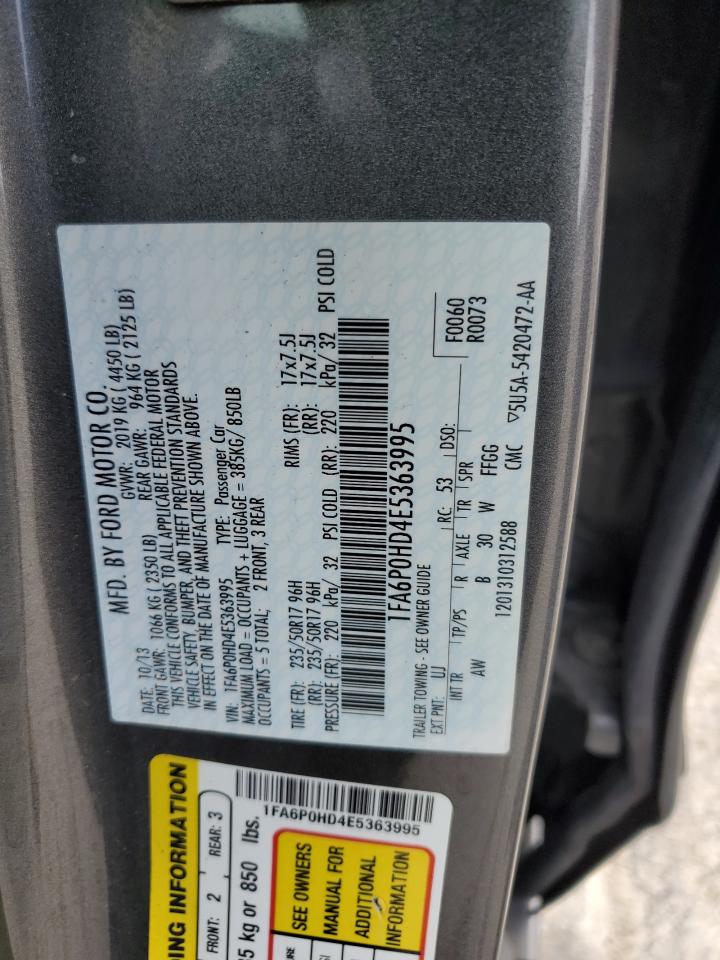 MFD. BY FORD MOTOR CO.
DATE: 10/13 GVWR: 2019 KG ( 4450 LB)
FRONT GAWR: 1066 KG ( 2350 LB) REAR GAWR: 964 KG ( 2125 LB)
THIS VEHICLE CONFORMS TO ALL APPLICABLE FEDERAL MOTOR
VEHICLE SAFETY, BUMPER, AND THEFT PREVENTION STANDARDS
IN EFFECT ON THE DATE OF MANUFACTURE SHOWN ABOVE.
VIN: 1FA6P0HD4E5363995 TYPE: Passenger Car
MAXIMUM LOAD = OCCUPANTS + LUGGAGE = 385KG/ 850LB
OCCUPANTS = 5 TOTAL: 2 FRONT, 3 REAR
TIRE (FR): 235/50R17 96H RIMS (FR): 17x7.5J
(RR): 235/50R17 96H (RR): 17x7.5J
PRESSURE (FR): 220 kPa/ 32 PSI COLD (RR): 220 kPa/ 32 PSI COLD
1FA6P0HD4E5363995
TRAILER TOWING - SEE OWNER GUIDE F0060
EXT PNT: UJ RC: 53 DSO: R0073
INT TR TP/PS R AXLE TR SPR
AW B 30 W FFGG
1201310312588 CMC ▽5U5A-5420472-AA
DING INFORMATION
FRONT: 2 REAR: 3
5 kg or 850 lbs.
1FA6P0HD4E5363995
SEE OWNERS
MANUAL FOR
ADDITIONAL
INFORMATION